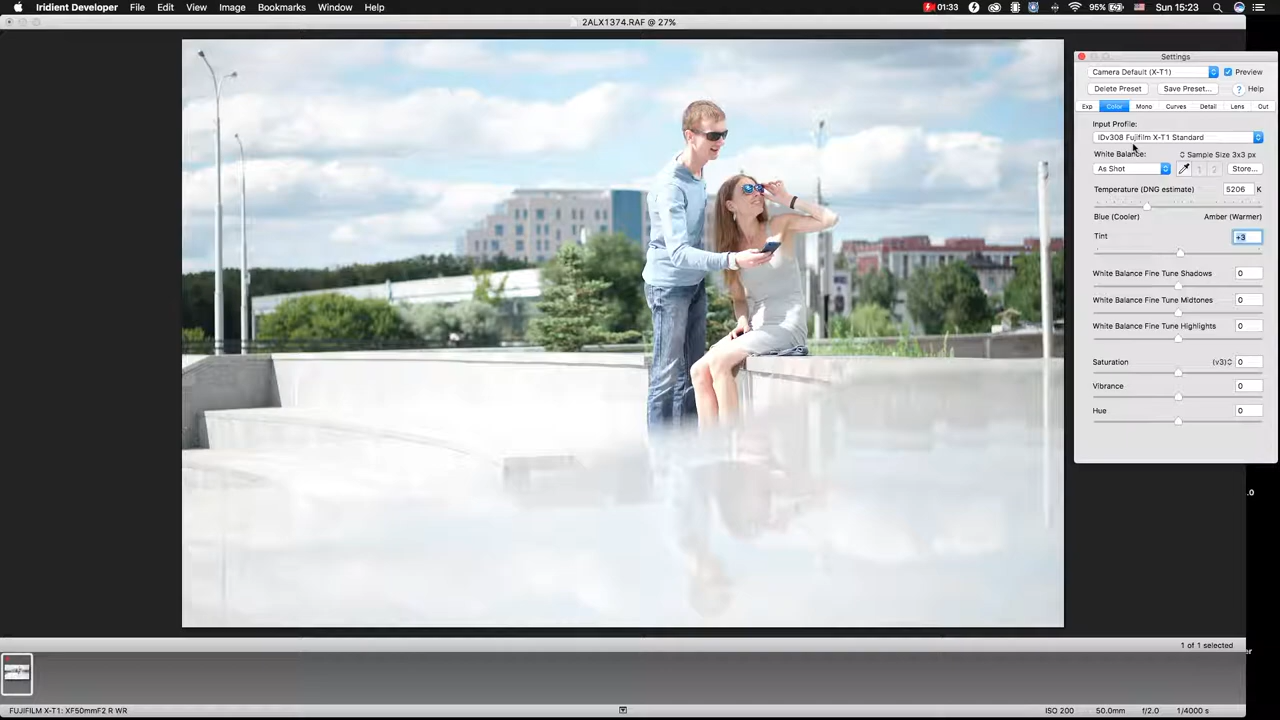 Iridient Developer File Edit View Image Bookmarks Window Help 01:33 95% Sun 15:23
2ALX1374.RAF @ 27%
Settings
Camera Default (X-T1) Preview
Delete Preset Save Preset... ? Help
Exp Color Mono Curves Detail Lens Out
Input Profile:
IDv308 Fujifilm X-T1 Standard
White Balance: Sample Size 3x3 px
As Shot 1 2 Store...
Temperature (DNG estimate) 5206 K
Blue (Cooler) Amber (Warmer)
Tint +3
White Balance Fine Tune Shadows 0
White Balance Fine Tune Midtones 0
White Balance Fine Tune Highlights 0
Saturation (v3) 0
Vibrance 0
Hue 0
.0
1 of 1 selected
FUJIFILM X-T1: XF50mmF2 R WR ISO 200 50.0mm f/2.0 1/4000 s